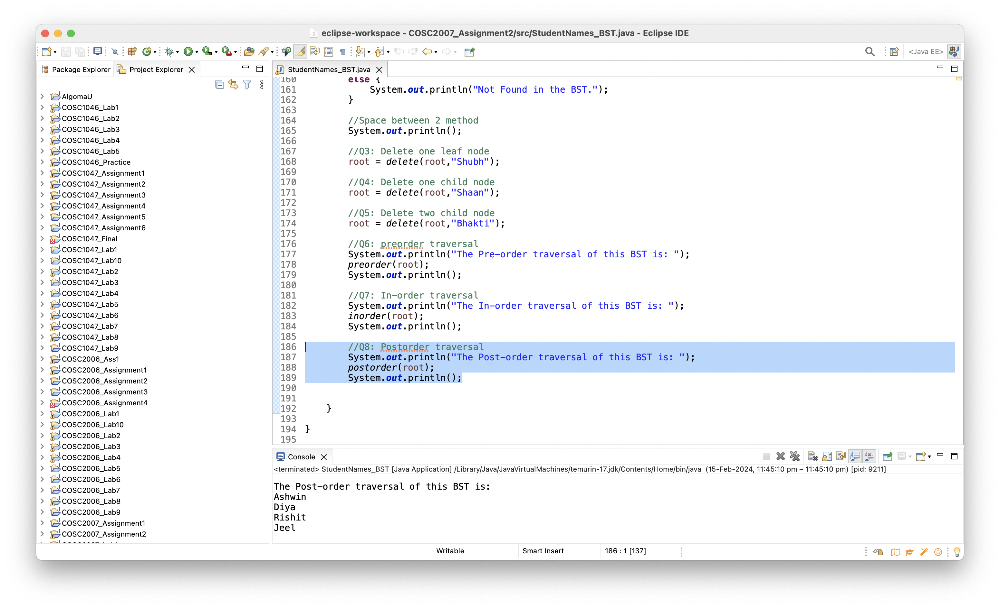 eclipse-workspace - COSC2007_Assignment2/src/StudentNames_BST.java - Eclipse IDE
<Java EE>
Package Explorer
Project Explorer
AlgomaU
COSC1046_Lab1
COSC1046_Lab2
COSC1046_Lab3
COSC1046_Lab4
COSC1046_Lab5
COSC1046_Practice
COSC1047_Assignment1
COSC1047_Assignment2
COSC1047_Assignment3
COSC1047_Assignment4
COSC1047_Assignment5
COSC1047_Assignment6
COSC1047_Final
COSC1047_Lab1
COSC1047_Lab10
COSC1047_Lab2
COSC1047_Lab3
COSC1047_Lab4
COSC1047_Lab5
COSC1047_Lab6
COSC1047_Lab7
COSC1047_Lab8
COSC1047_Lab9
COSC2006_Ass1
COSC2006_Assignment1
COSC2006_Assignment2
COSC2006_Assignment3
COSC2006_Assignment4
COSC2006_Lab1
COSC2006_Lab10
COSC2006_Lab2
COSC2006_Lab3
COSC2006_Lab4
COSC2006_Lab5
COSC2006_Lab6
COSC2006_Lab7
COSC2006_Lab8
COSC2006_Lab9
COSC2007_Assignment1
COSC2007_Assignment2
StudentNames_BST.java
160 else {
161 System.out.println("Not Found in the BST.");
162 }
163
164 //Space between 2 method
165 System.out.println();
166
167 //Q3: Delete one leaf node
168 root = delete(root,"Shubh");
169
170 //Q4: Delete one child node
171 root = delete(root,"Shaan");
172
173 //Q5: Delete two child node
174 root = delete(root,"Bhakti");
175
176 //Q6: preorder traversal
177 System.out.println("The Pre-order traversal of this BST is: ");
178 preorder(root);
179 System.out.println();
180
181 //Q7: In-order traversal
182 System.out.println("The In-order traversal of this BST is: ");
183 inorder(root);
184 System.out.println();
185
186 //Q8: Postorder traversal
187 System.out.println("The Post-order traversal of this BST is: ");
188 postorder(root);
189 System.out.println();
190
191
192 }
193
194 }
195
Console
<terminated> StudentNames_BST [Java Application] /Library/Java/JavaVirtualMachines/temurin-17.jdk/Contents/Home/bin/java (15-Feb-2024, 11:45:10 pm – 11:45:10 pm) [pid: 9211]
The Post-order traversal of this BST is:
Ashwin
Diya
Rishit
Jeel
Writable
Smart Insert
186 : 1 [137]